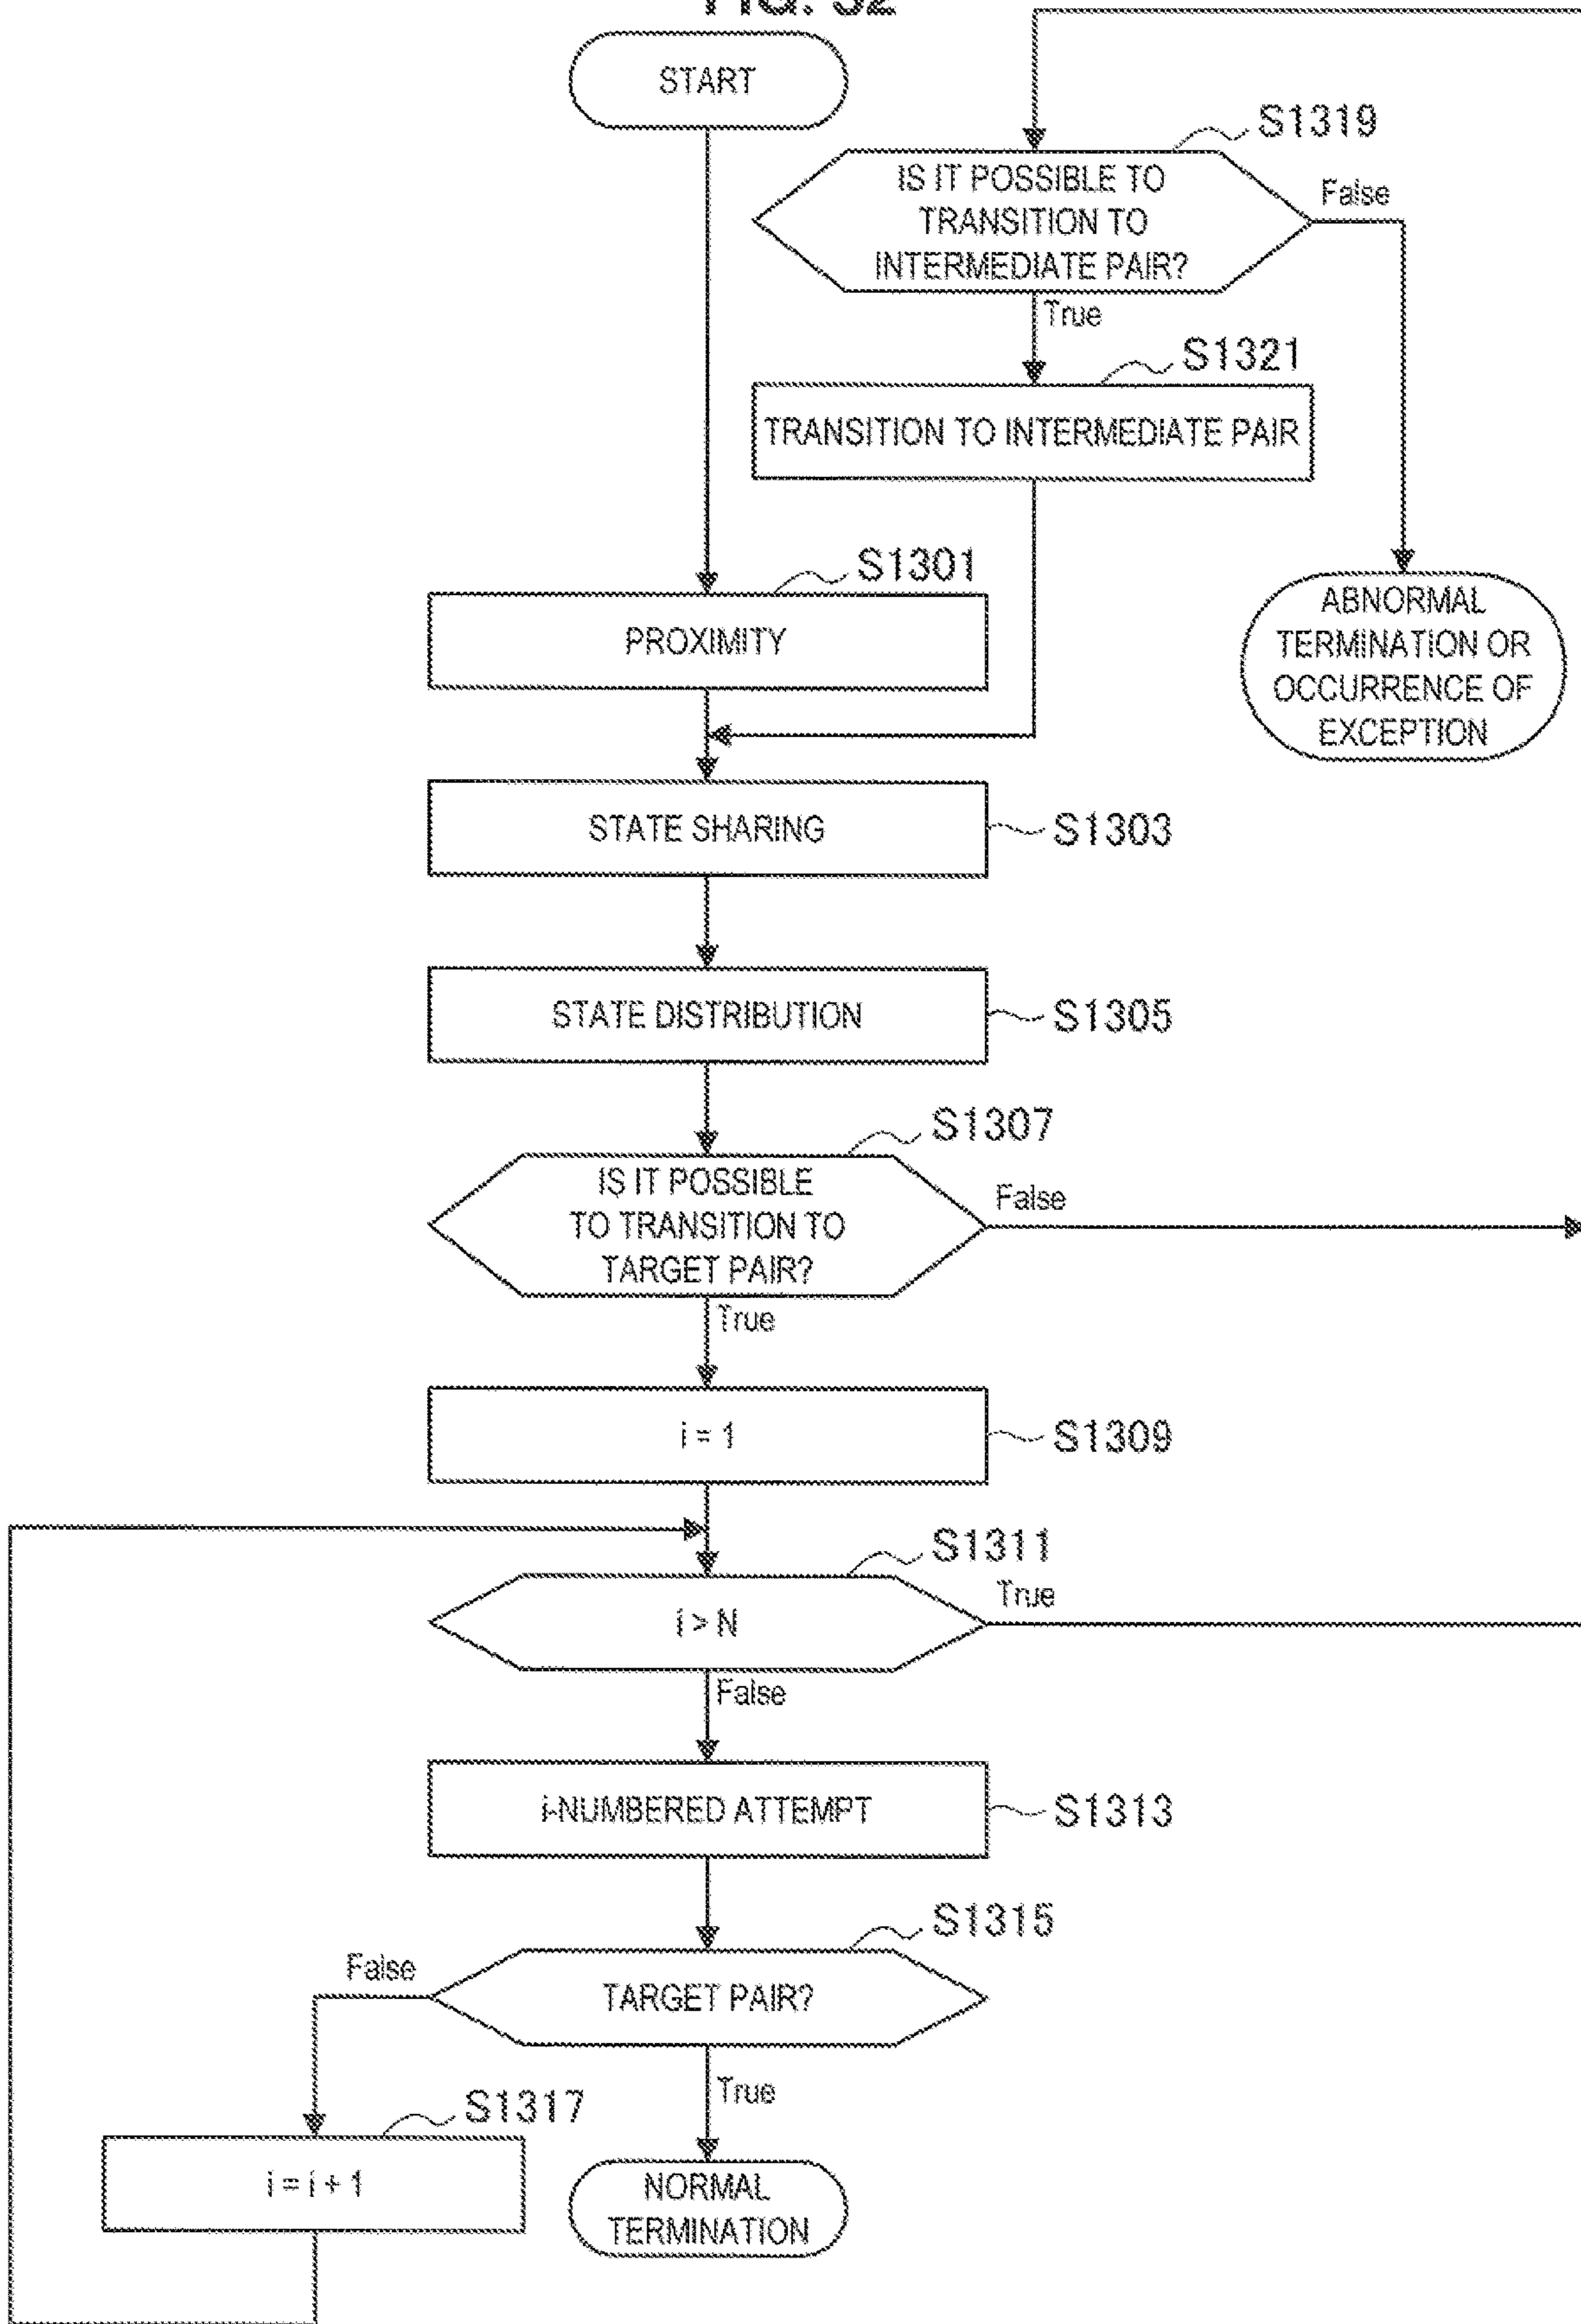 FIG. 32
START
S1319
IS IT POSSIBLE TO
TRANSITION TO
INTERMEDIATE PAIR?
False
True
S1321
TRANSITION TO INTERMEDIATE PAIR
S1301
PROXIMITY
ABNORMAL
TERMINATION OR
OCCURRENCE OF
EXCEPTION
STATE SHARING
S1303
STATE DISTRIBUTION
S1305
S1307
IS IT POSSIBLE
TO TRANSITION TO
TARGET PAIR?
False
True
i = 1
S1309
S1311
i > N
True
False
i-NUMBERED ATTEMPT
S1313
S1315
TARGET PAIR?
False
True
S1317
i = i + 1
NORMAL
TERMINATION